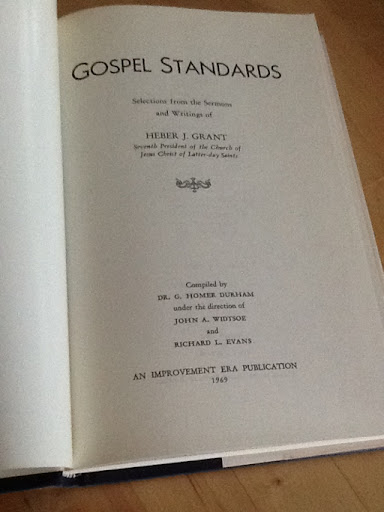 GOSPEL STANDARDS
Selections from the Sermons
and Writings of
HEBER J. GRANT
Seventh President of the Church of
Jesus Christ of Latter-day Saints
Compiled by
DR. G. HOMER DURHAM
under the direction of
JOHN A. WIDTSOE
and
RICHARD L. EVANS
AN IMPROVEMENT ERA PUBLICATION
1969